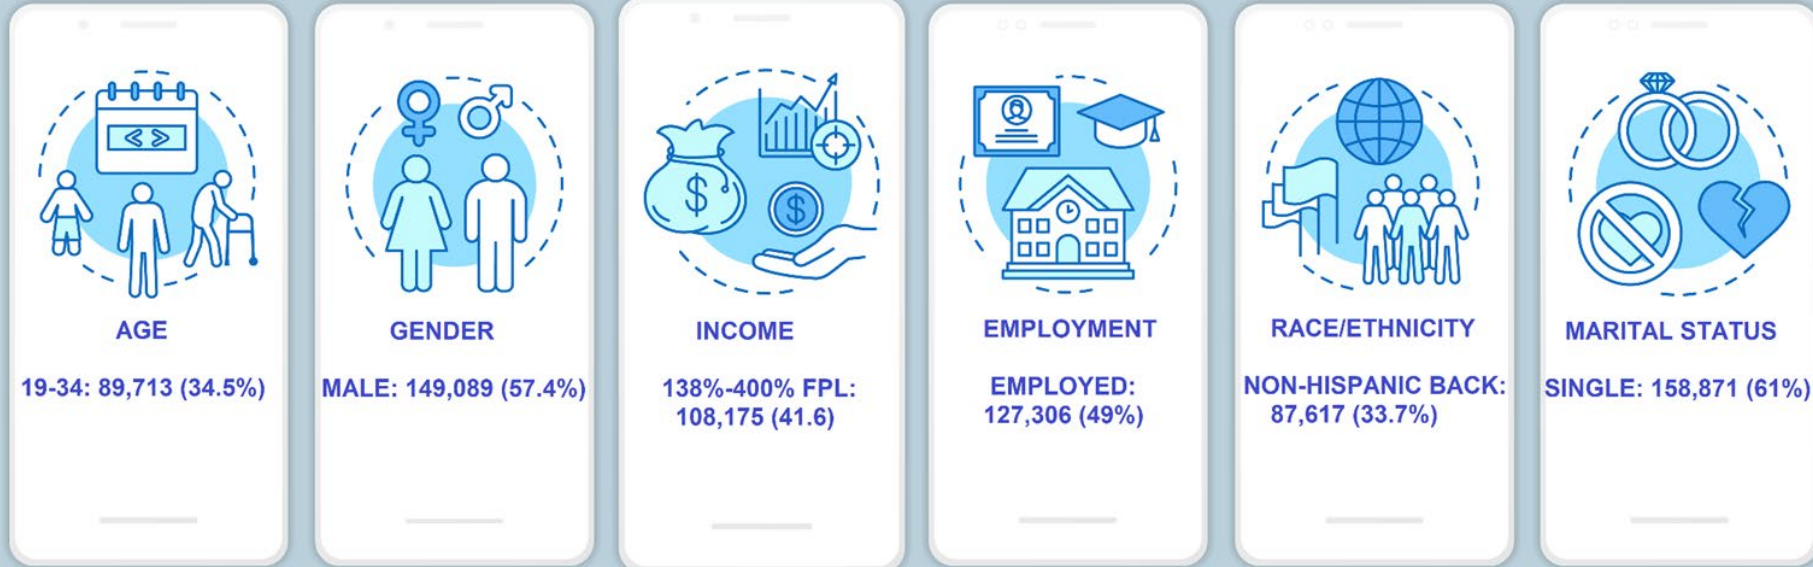 AGE
19-34: 89,713 (34.5%)
GENDER
MALE: 149,089 (57.4%)
INCOME
138%-400% FPL:
108,175 (41.6)
EMPLOYMENT
EMPLOYED:
127,306 (49%)
RACE/ETHNICITY
NON-HISPANIC BACK:
87,617 (33.7%)
MARITAL STATUS
SINGLE: 158,871 (61%)